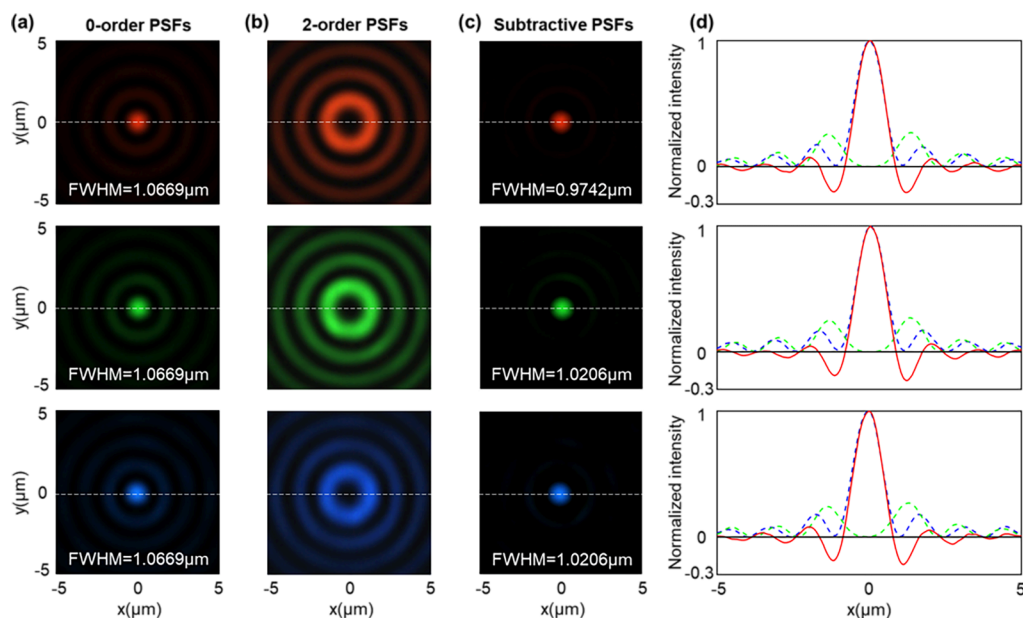 (a) 0-order PSFs (b) 2-order PSFs (c) Subtractive PSFs (d)
5
y(μm)
0
-5
FWHM=1.0669μm
FWHM=0.9742μm
Normalized intensity
1
0
-0.3
5
y(μm)
0
-5
FWHM=1.0669μm
FWHM=1.0206μm
Normalized intensity
1
0
-0.3
5
y(μm)
0
-5
FWHM=1.0669μm
FWHM=1.0206μm
Normalized intensity
1
0
-0.3
-5 0 5 -5 0 5 -5 0 5 -5 0 5
x(μm) x(μm) x(μm) x(μm)